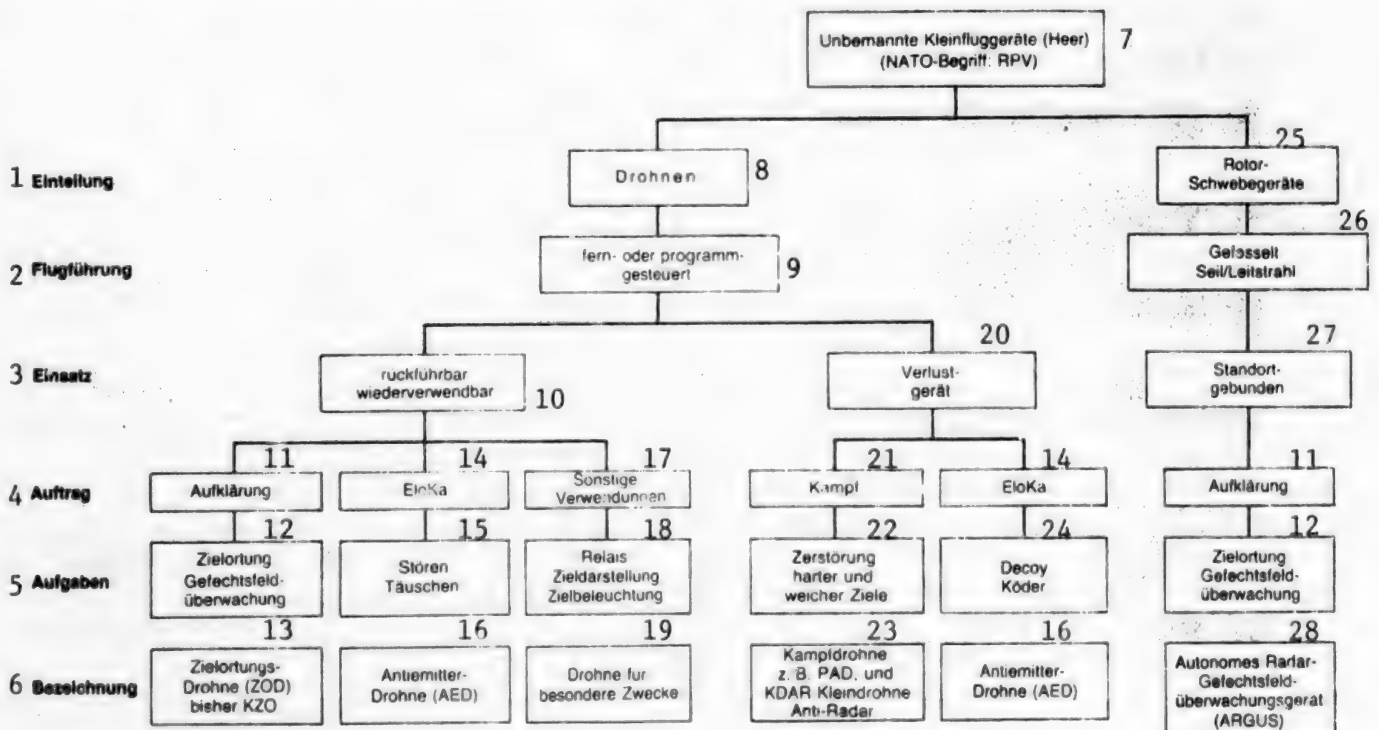 Unbemannte Kleinfluggeräte (Heer)
(NATO-Begriff: RPV)
7
1 Einteilung
Drohnen
8
25
Rotor-
Schwebegeräte
2 Flugführung
fern- oder programm-
gesteuert
9
26
Gefesselt
Seil/Leitstrahl
3 Einsatz
rückführbar
wiederverwendbar
10
20
Verlust-
gerät
27
Standort-
gebunden
4 Auftrag
11
Aufklärung
14
EloKa
17
Sonstige
Verwendungen
21
Kampf
14
EloKa
11
Aufklärung
5 Aufgaben
12
Zielortung
Gefechtsfeld-
überwachung
15
Stören
Täuschen
18
Relais
Zieldarstellung
Zielbeleuchtung
22
Zerstörung
harter und
weicher Ziele
24
Decoy
Köder
12
Zielortung
Gefechtsfeld-
überwachung
6 Bezeichnung
13
Zielortungs-
Drohne (ZOD)
bisher KZO
16
Antiemitter-
Drohne (AED)
19
Drohne für
besondere Zwecke
23
Kampfdrohne
z. B. PAD, und
KDAR Kleindrohne
Anti-Radar
16
Antiemitter-
Drohne (AED)
28
Autonomes Radar-
Gefechtsfeld-
überwachungsgerät
(ARGUS)